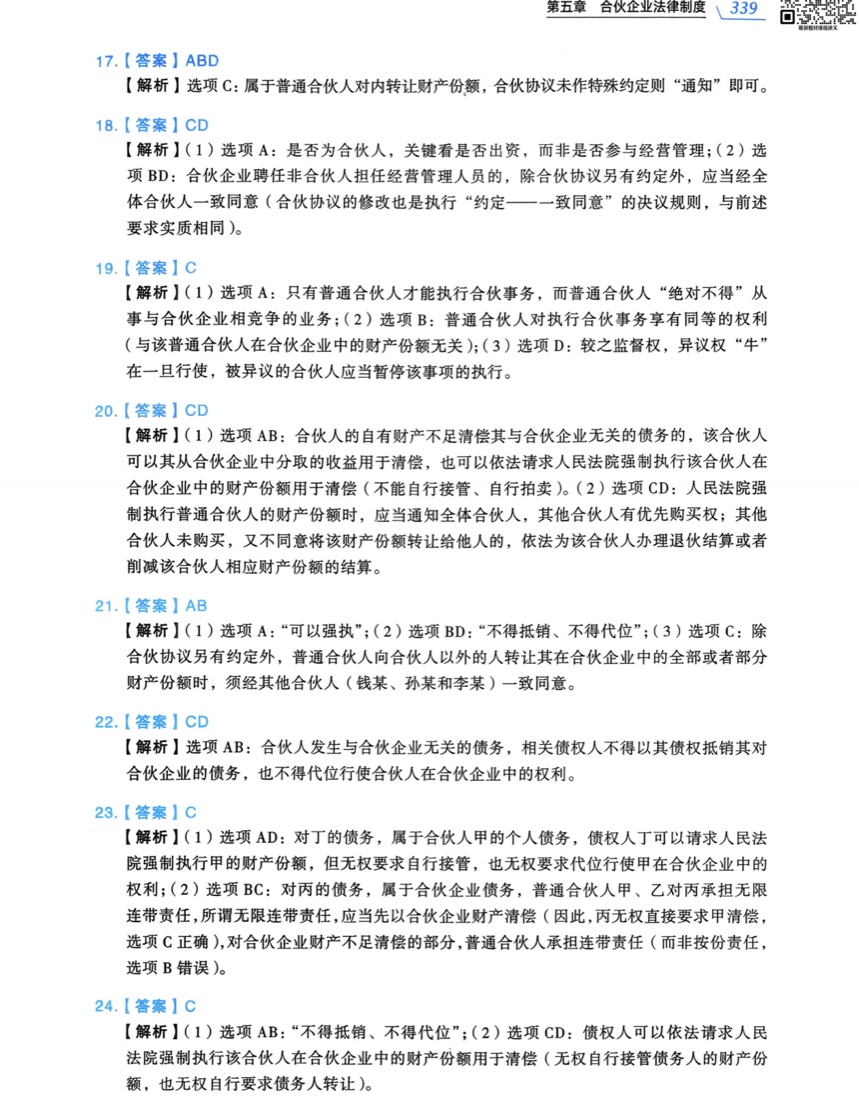 第五章 合伙企业法律制度 339
17.【答案】ABD
【解析】选项 C：属于普通合伙人对内转让财产份额，合伙协议未作特殊约定则“通知”即可。
18.【答案】CD
【解析】（1）选项 A：是否为合伙人，关键看是否出资，而非是否参与经营管理；（2）选
项 BD：合伙企业聘任非合伙人担任经营管理人员的，除合伙协议另有约定外，应当经全
体合伙人一致同意（合伙协议的修改也是执行“约定——一致同意”的决议规则，与前述
要求实质相同）。
19.【答案】C
【解析】（1）选项 A：只有普通合伙人才能执行合伙事务，而普通合伙人“绝对不得”从
事与合伙企业相竞争的业务；（2）选项 B：普通合伙人对执行合伙事务享有同等的权利
（与该普通合伙人在合伙企业中的财产份额无关）；（3）选项 D：较之监督权，异议权“牛”
在一旦行使，被异议的合伙人应当暂停该事项的执行。
20.【答案】CD
【解析】（1）选项 AB：合伙人的自有财产不足清偿其与合伙企业无关的债务的，该合伙人
可以其从合伙企业中分取的收益用于清偿，也可以依法请求人民法院强制执行该合伙人在
合伙企业中的财产份额用于清偿（不能自行接管、自行拍卖）。（2）选项 CD：人民法院强
制执行普通合伙人的财产份额时，应当通知全体合伙人，其他合伙人有优先购买权；其他
合伙人未购买，又不同意将该财产份额转让给他人的，依法为该合伙人办理退伙结算或者
削减该合伙人相应财产份额的结算。
21.【答案】AB
【解析】（1）选项 A：“可以强执”；（2）选项 BD：“不得抵销、不得代位”；（3）选项 C：除
合伙协议另有约定外，普通合伙人向合伙人以外的人转让其在合伙企业中的全部或者部分
财产份额时，须经其他合伙人（钱某、孙某和李某）一致同意。
22.【答案】CD
【解析】选项 AB：合伙人发生与合伙企业无关的债务，相关债权人不得以其债权抵销其对
合伙企业的债务，也不得代位行使合伙人在合伙企业中的权利。
23.【答案】C
【解析】（1）选项 AD：对丁的债务，属于合伙人甲的个人债务，债权人丁可以请求人民法
院强制执行甲的财产份额，但无权要求自行接管，也无权要求代位行使甲在合伙企业中的
权利；（2）选项 BC：对丙的债务，属于合伙企业债务，普通合伙人甲、乙对丙承担无限
连带责任，所谓无限连带责任，应当先以合伙企业财产清偿（因此，丙无权直接要求甲清偿，
选项 C 正确），对合伙企业财产不足清偿的部分，普通合伙人承担连带责任（而非按份责任，
选项 B 错误）。
24.【答案】C
【解析】（1）选项 AB：“不得抵销、不得代位”；（2）选项 CD：债权人可以依法请求人民
法院强制执行该合伙人在合伙企业中的财产份额用于清偿（无权自行接管债务人的财产份
额，也无权自行要求债务人转让）。